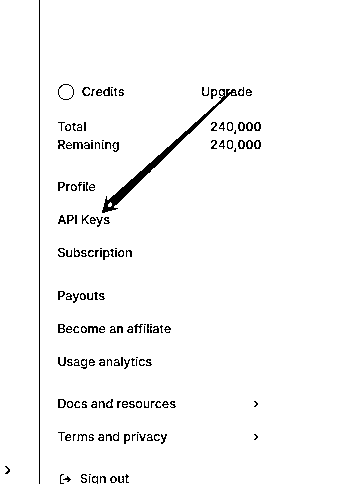 Credits Upgrade
Total 240,000
Remaining 240,000
Profile
API Keys
Subscription
Payouts
Become an affiliate
Usage analytics
Docs and resources
Terms and privacy
Sign out